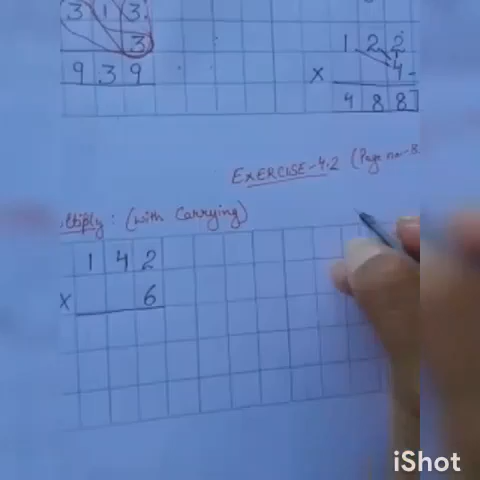 3 1 3
3
9 3 9
1 2 2
x 4
4 8 8
EXERCISE-4.2 (Page no-8
ultiply: (with Carrying)
1 4 2
x 6
iShot